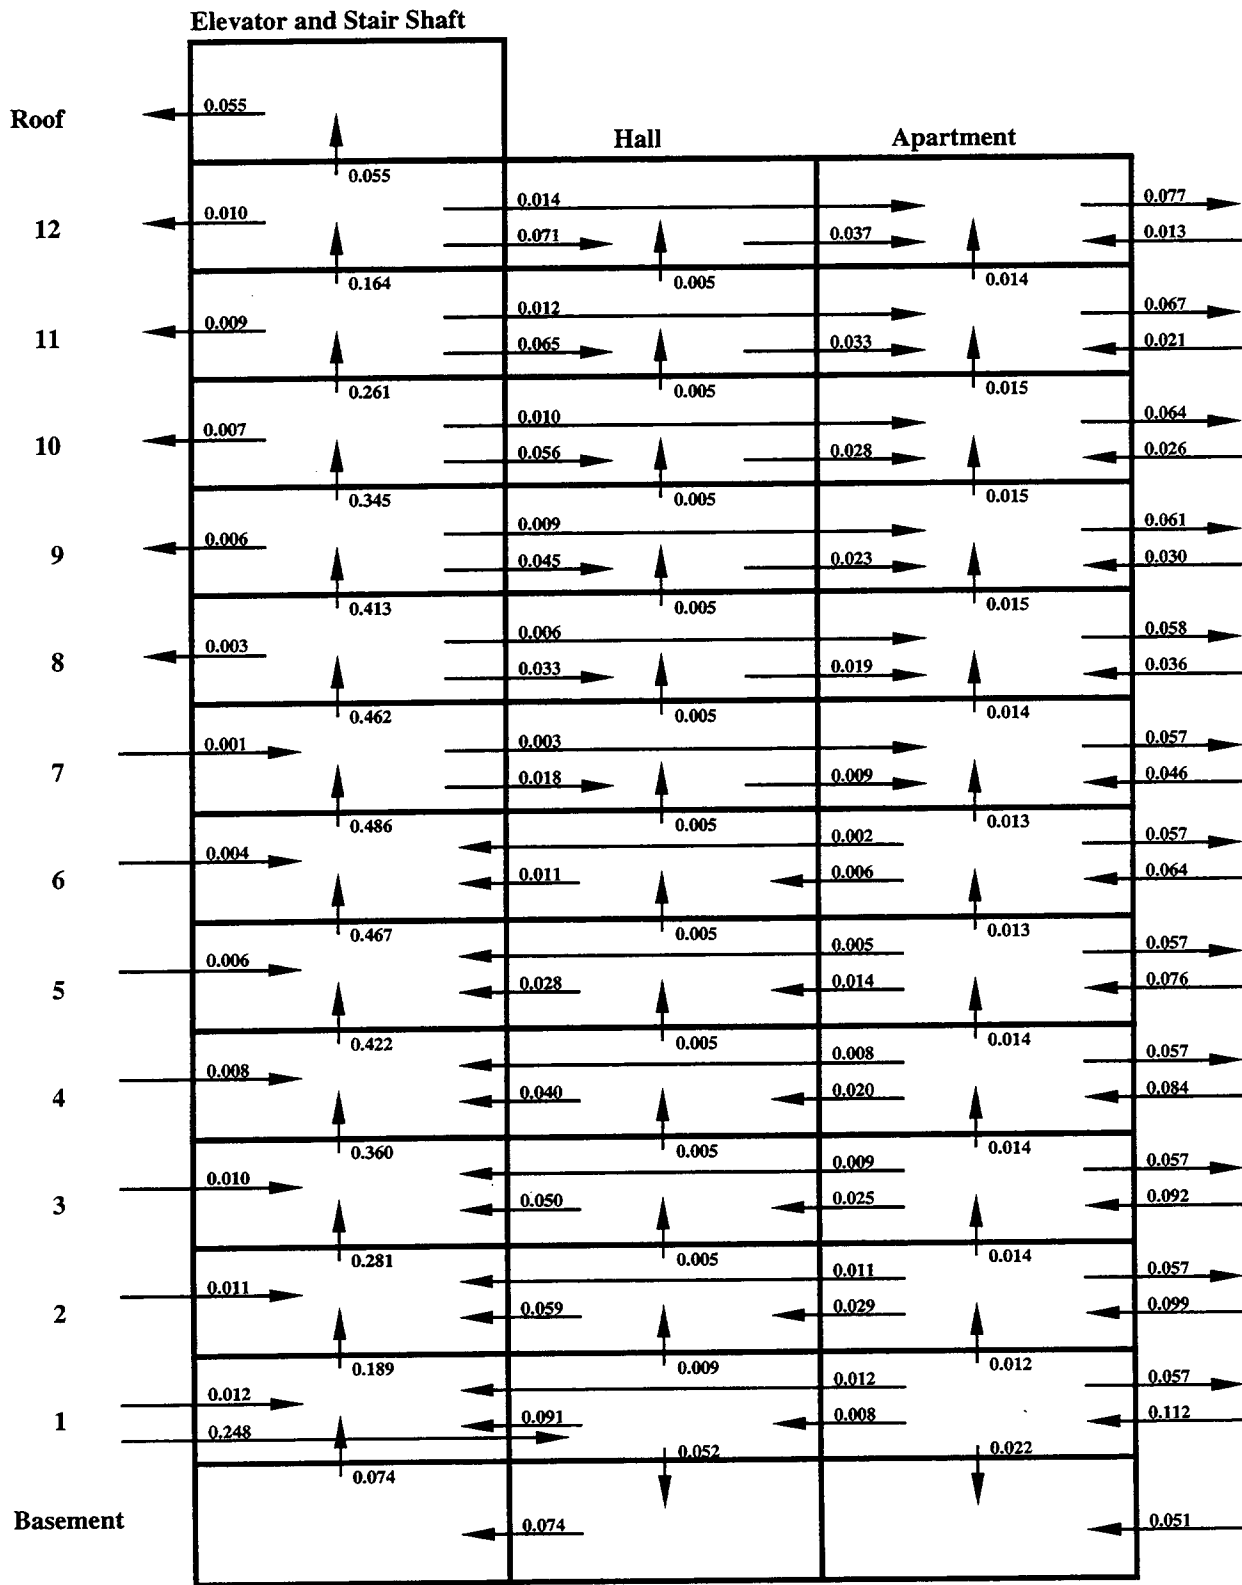 Elevator and Stair Shaft
Roof 0.055
Hall Apartment
0.055
0.014 0.077
12 0.010
0.071 0.037 0.013
0.164 0.005 0.014
0.012 0.067
11 0.009
0.065 0.033 0.021
0.261 0.005 0.015
0.010 0.064
10 0.007
0.056 0.028 0.026
0.345 0.005 0.015
0.009 0.061
9 0.006
0.045 0.023 0.030
0.413 0.005 0.015
0.006 0.058
8 0.003
0.033 0.019 0.036
0.462 0.005 0.014
0.001 0.003 0.057
7
0.018 0.009 0.046
0.486 0.005 0.013
0.002 0.057
0.004
6 0.011 0.006 0.064
0.467 0.005 0.013
0.005 0.057
0.006
5 0.028 0.014 0.076
0.422 0.005 0.014
0.008 0.057
0.008
4 0.040 0.020 0.084
0.360 0.005 0.014
0.009 0.057
0.010
3 0.050 0.025 0.092
0.281 0.005 0.014
0.011 0.057
0.011
2 0.059 0.029 0.099
0.189 0.009 0.012
0.012 0.057
0.012
1 0.091 0.008 0.112
0.248
0.052 0.022
0.074
Basement 0.074 0.051